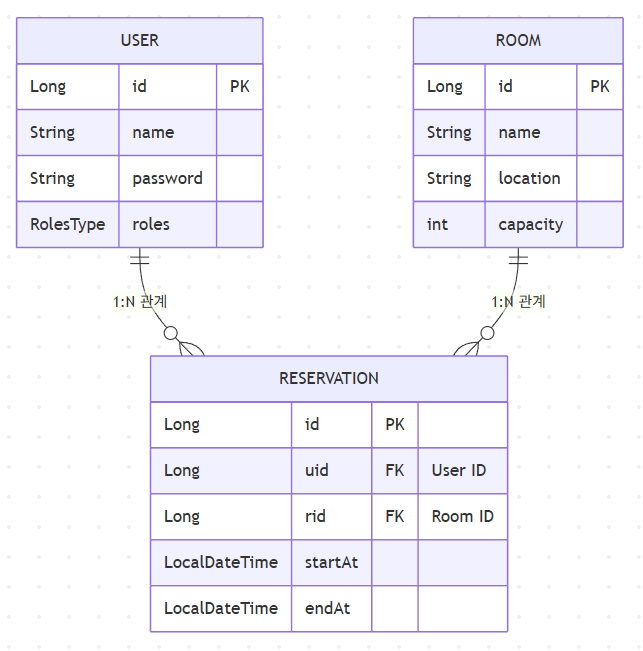 USER
Long id PK
String name
String password
RolesType roles
ROOM
Long id PK
String name
String location
int capacity
1:N 관계
1:N 관계
RESERVATION
Long id PK
Long uid FK User ID
Long rid FK Room ID
LocalDateTime startAt
LocalDateTime endAt